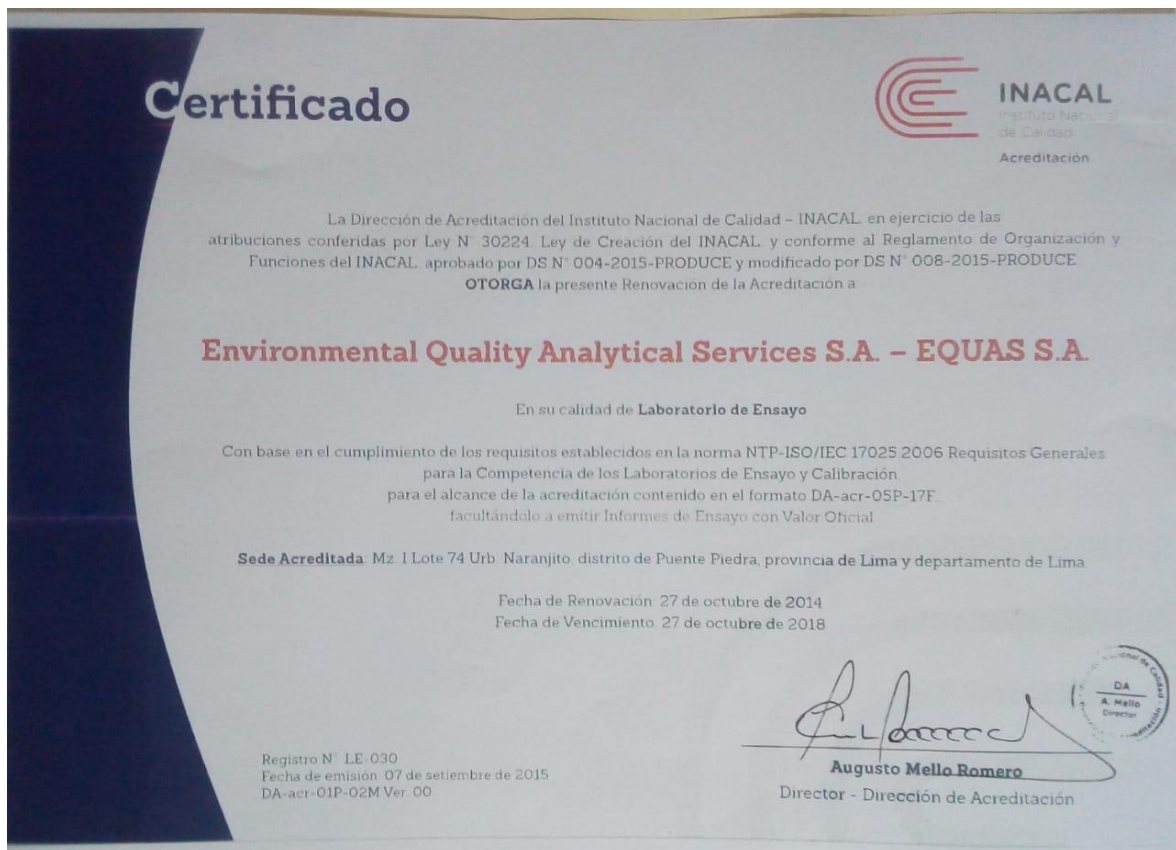 Certificado
INACAL
Instituto Nacional
de Calidad
Acreditación
La Dirección de Acreditación del Instituto Nacional de Calidad – INACAL, en ejercicio de las
atribuciones conferidas por Ley N° 30224, Ley de Creación del INACAL, y conforme al Reglamento de Organización y
Funciones del INACAL, aprobado por DS N° 004-2015-PRODUCE y modificado por DS N° 008-2015-PRODUCE
OTORGA la presente Renovación de la Acreditación a
Environmental Quality Analytical Services S.A. – EQUAS S.A.
En su calidad de Laboratorio de Ensayo
Con base en el cumplimiento de los requisitos establecidos en la norma NTP-ISO/IEC 17025 2006 Requisitos Generales
para la Competencia de los Laboratorios de Ensayo y Calibración,
para el alcance de la acreditación contenido en el formato DA-acr-05P-17F,
facultándolo a emitir Informes de Ensayo con Valor Oficial
Sede Acreditada: Mz. I Lote 74 Urb. Naranjito, distrito de Puente Piedra, provincia de Lima y departamento de Lima
Fecha de Renovación: 27 de octubre de 2014
Fecha de Vencimiento: 27 de octubre de 2018
DA
A. Mello
Director
Augusto Mello Romero
Director - Dirección de Acreditación
Registro N° LE-030
Fecha de emisión: 07 de setiembre de 2015
DA-acr-01P-02M Ver. 00